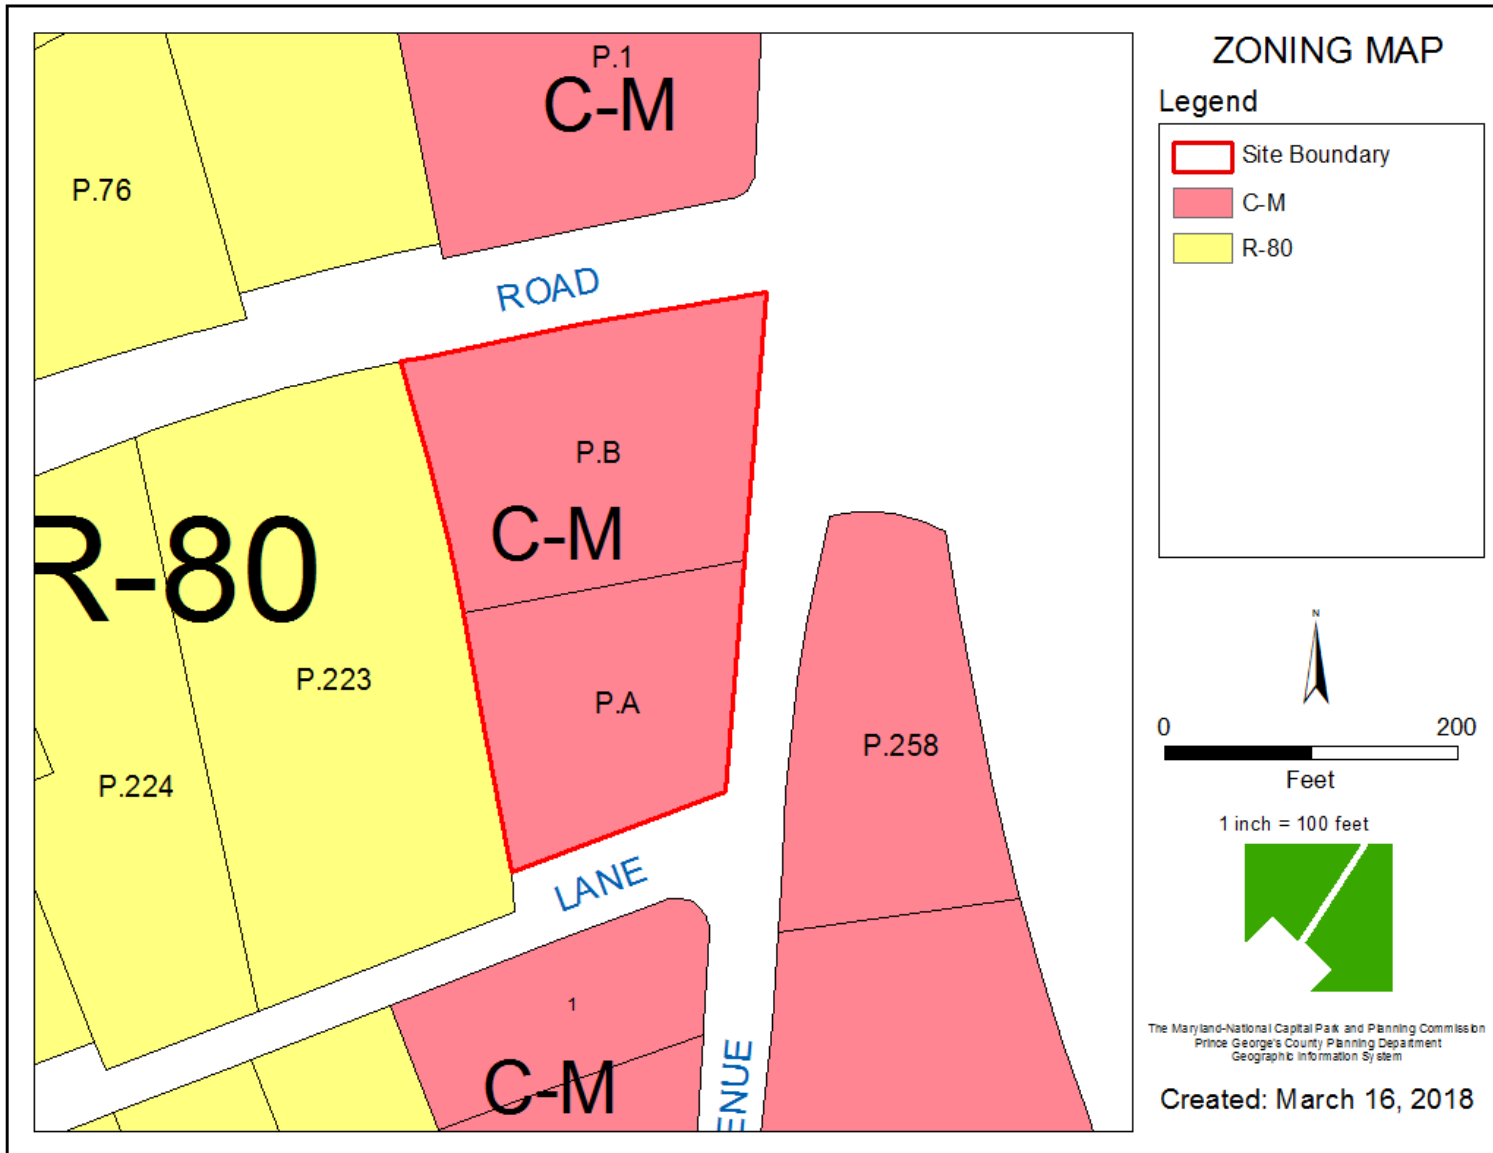 P.1
C-M
P.76
ROAD
P.B
C-M
R-80
P.223
P.A
P.258
P.224
LANE
1
C-M
ENUE
ZONING MAP
Legend
Site Boundary
C-M
R-80
N
0 200
Feet
1 inch = 100 feet
The Maryland-National Capital Park and Planning Commission
Prince George's County Planning Department
Geographic Information System
Created: March 16, 2018